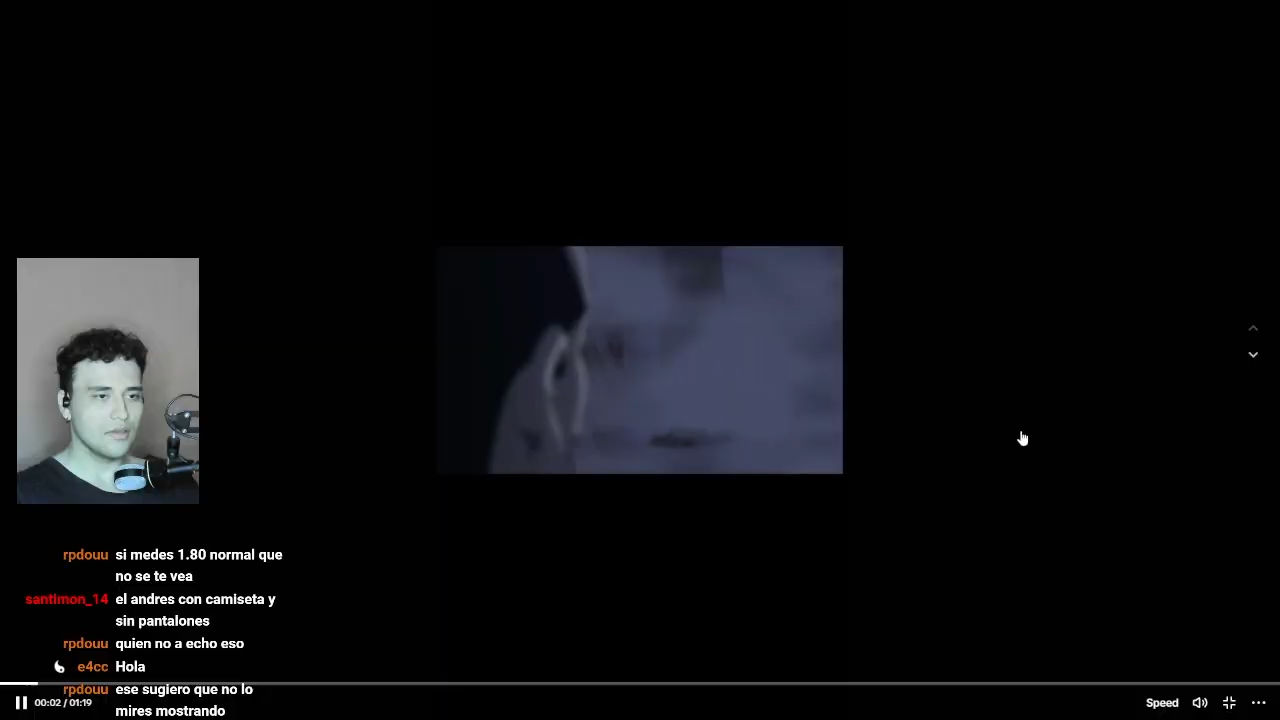 rpdouu si medes 1.80 normal que
no se te vea
santimon_14 el andres con camiseta y
sin pantalones
rpdouu quien no a echo eso
e4cc Hola
rpdouu ese sugiero que no lo
mires mostrando
00:02 / 01:19 Speed